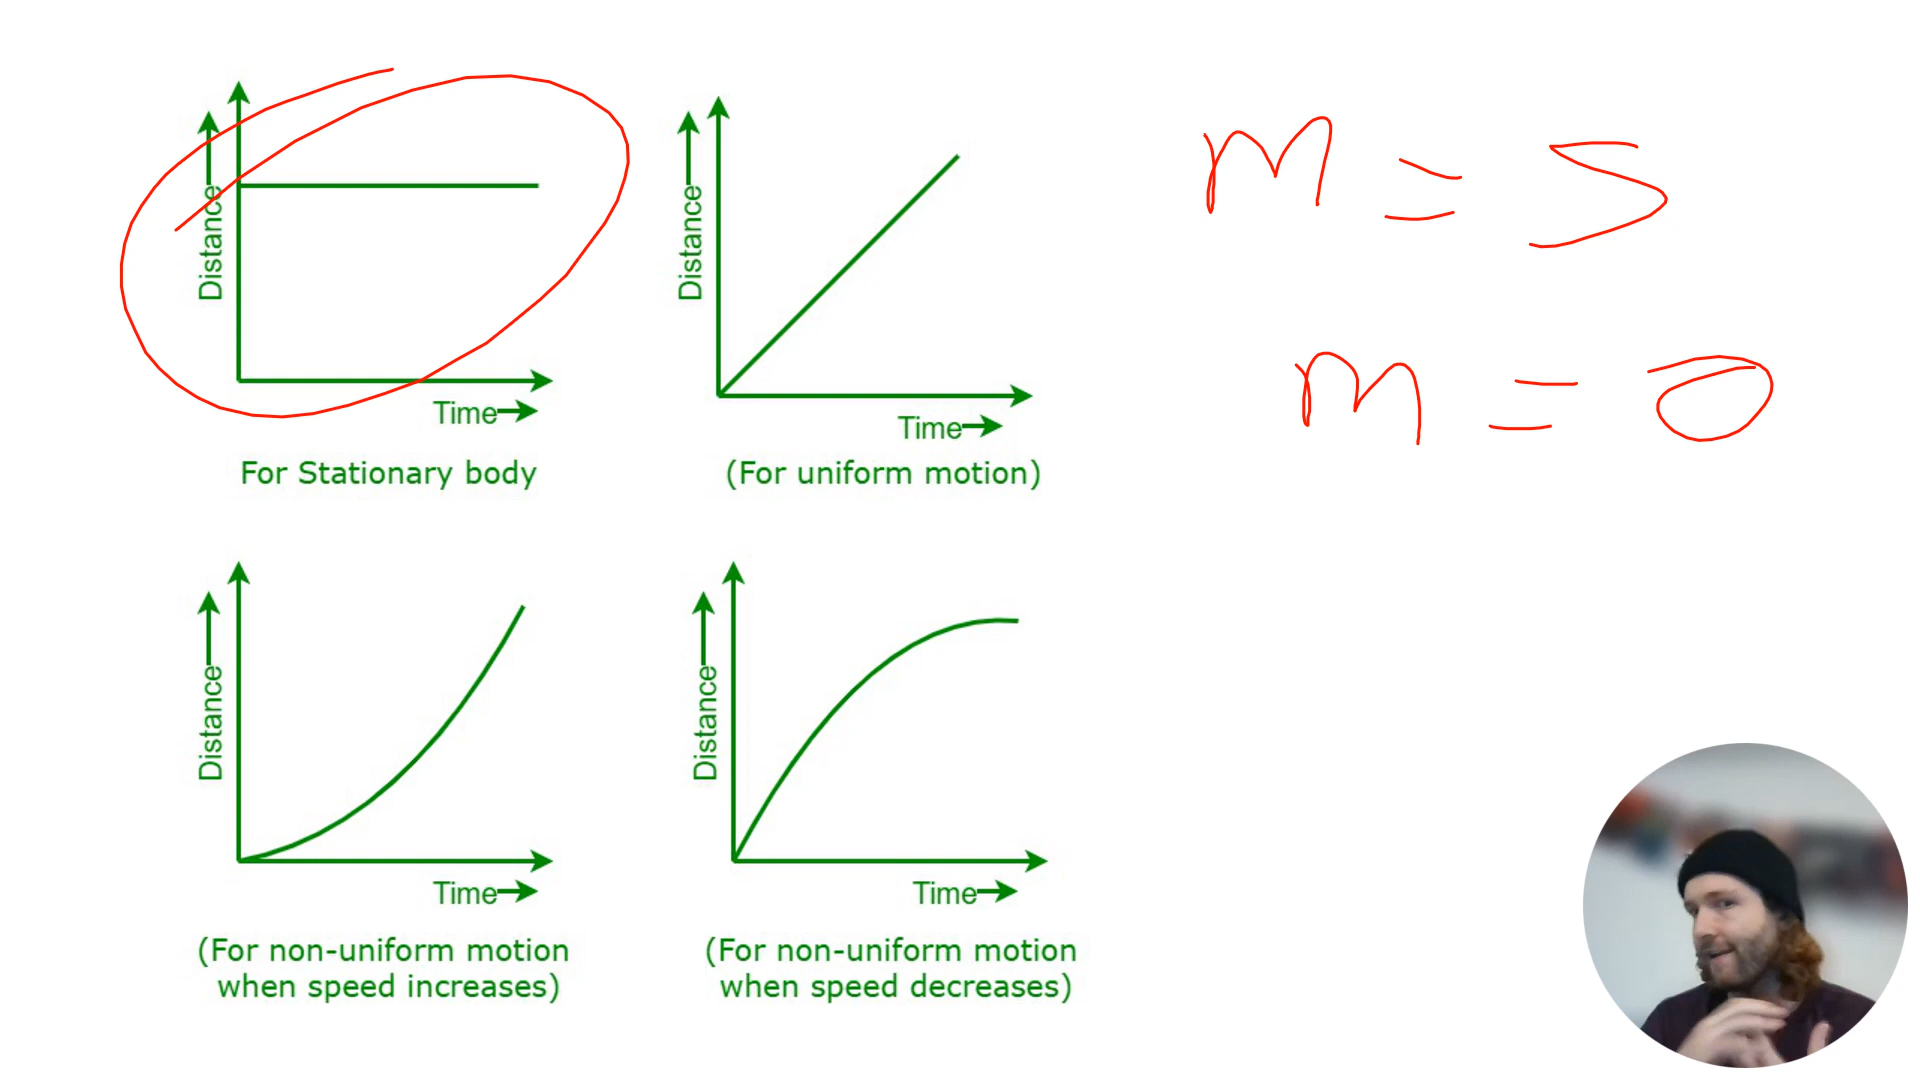 Distance
Time
For Stationary body
Distance
Time
(For uniform motion)
m = 5
m = 0
Distance
Time
(For non-uniform motion
when speed increases)
Distance
Time
(For non-uniform motion
when speed decreases)